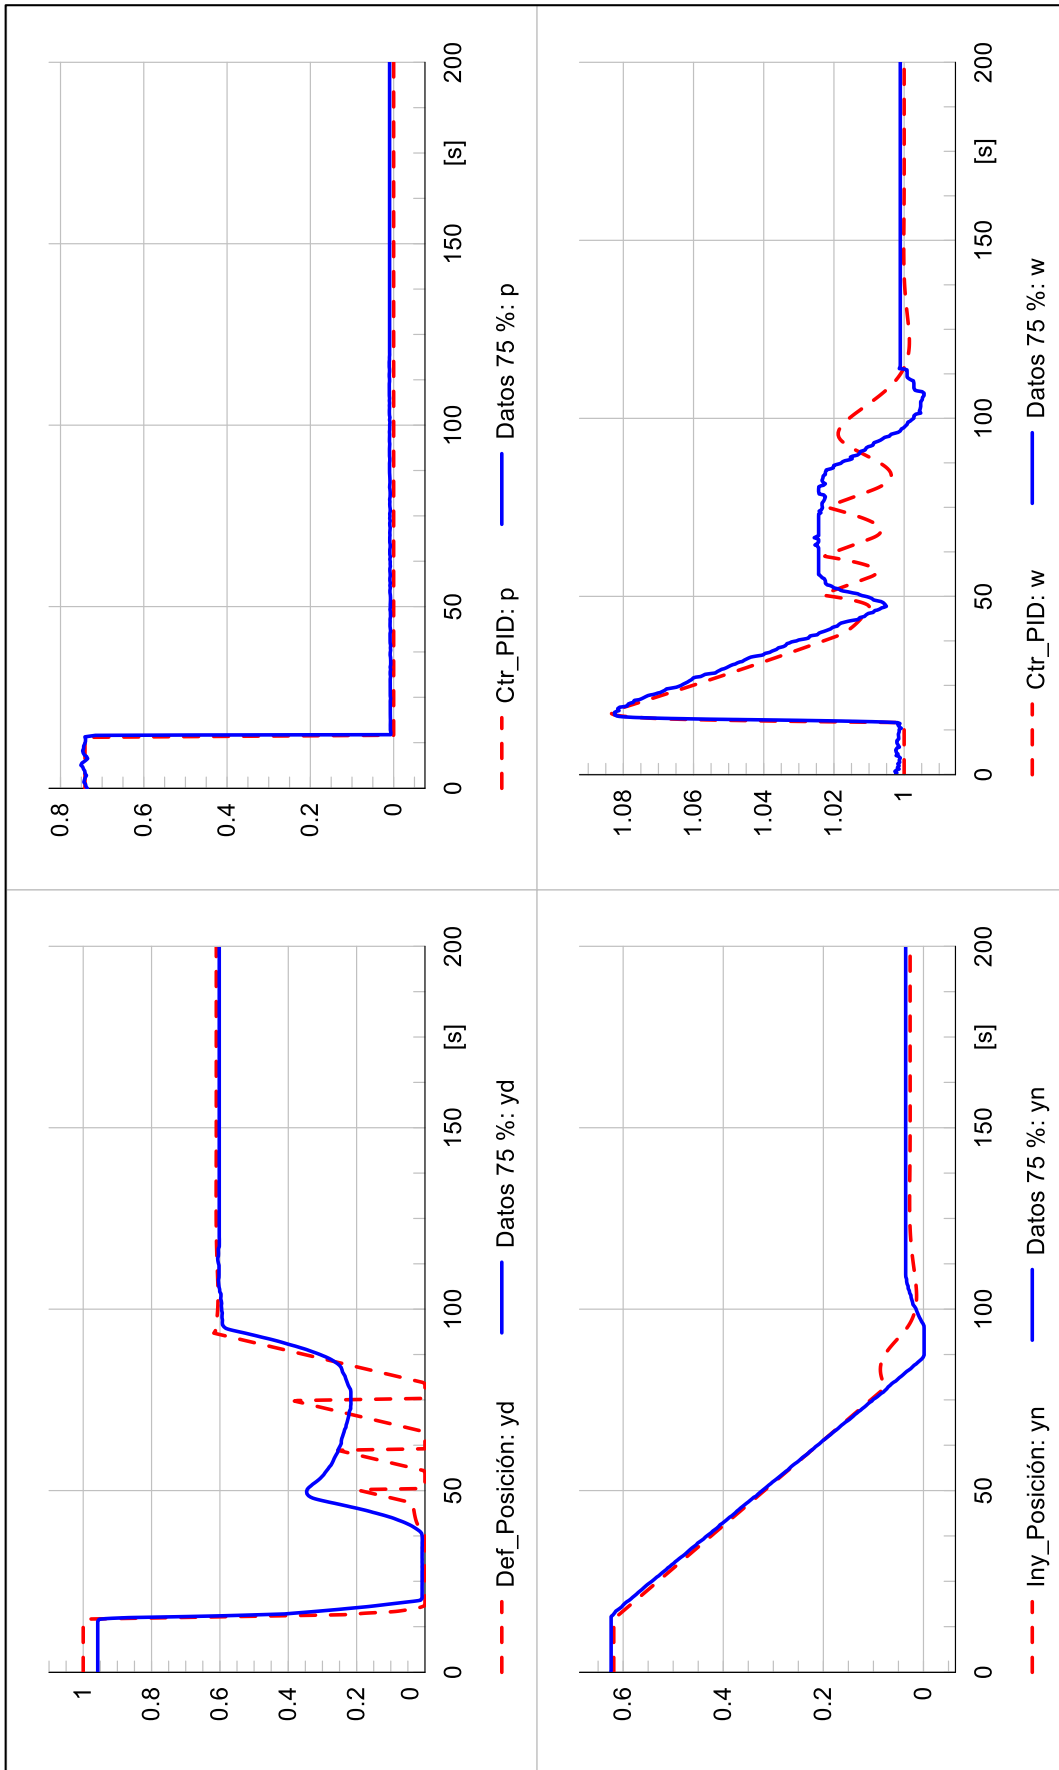 1
0.8
0.6
0.4
0.2
0
0 50 100 150 [s] 200
Def_Posición: yd Datos 75 %: yd
0.8
0.6
0.4
0.2
0
0 50 100 150 [s] 200
Ctr_PID: p Datos 75 %: p
0.6
0.4
0.2
0
0 50 100 150 [s] 200
Iny_Posición: yn Datos 75 %: yn
1.08
1.06
1.04
1.02
1
0 50 100 150 [s] 200
Ctr_PID: w Datos 75 %: w